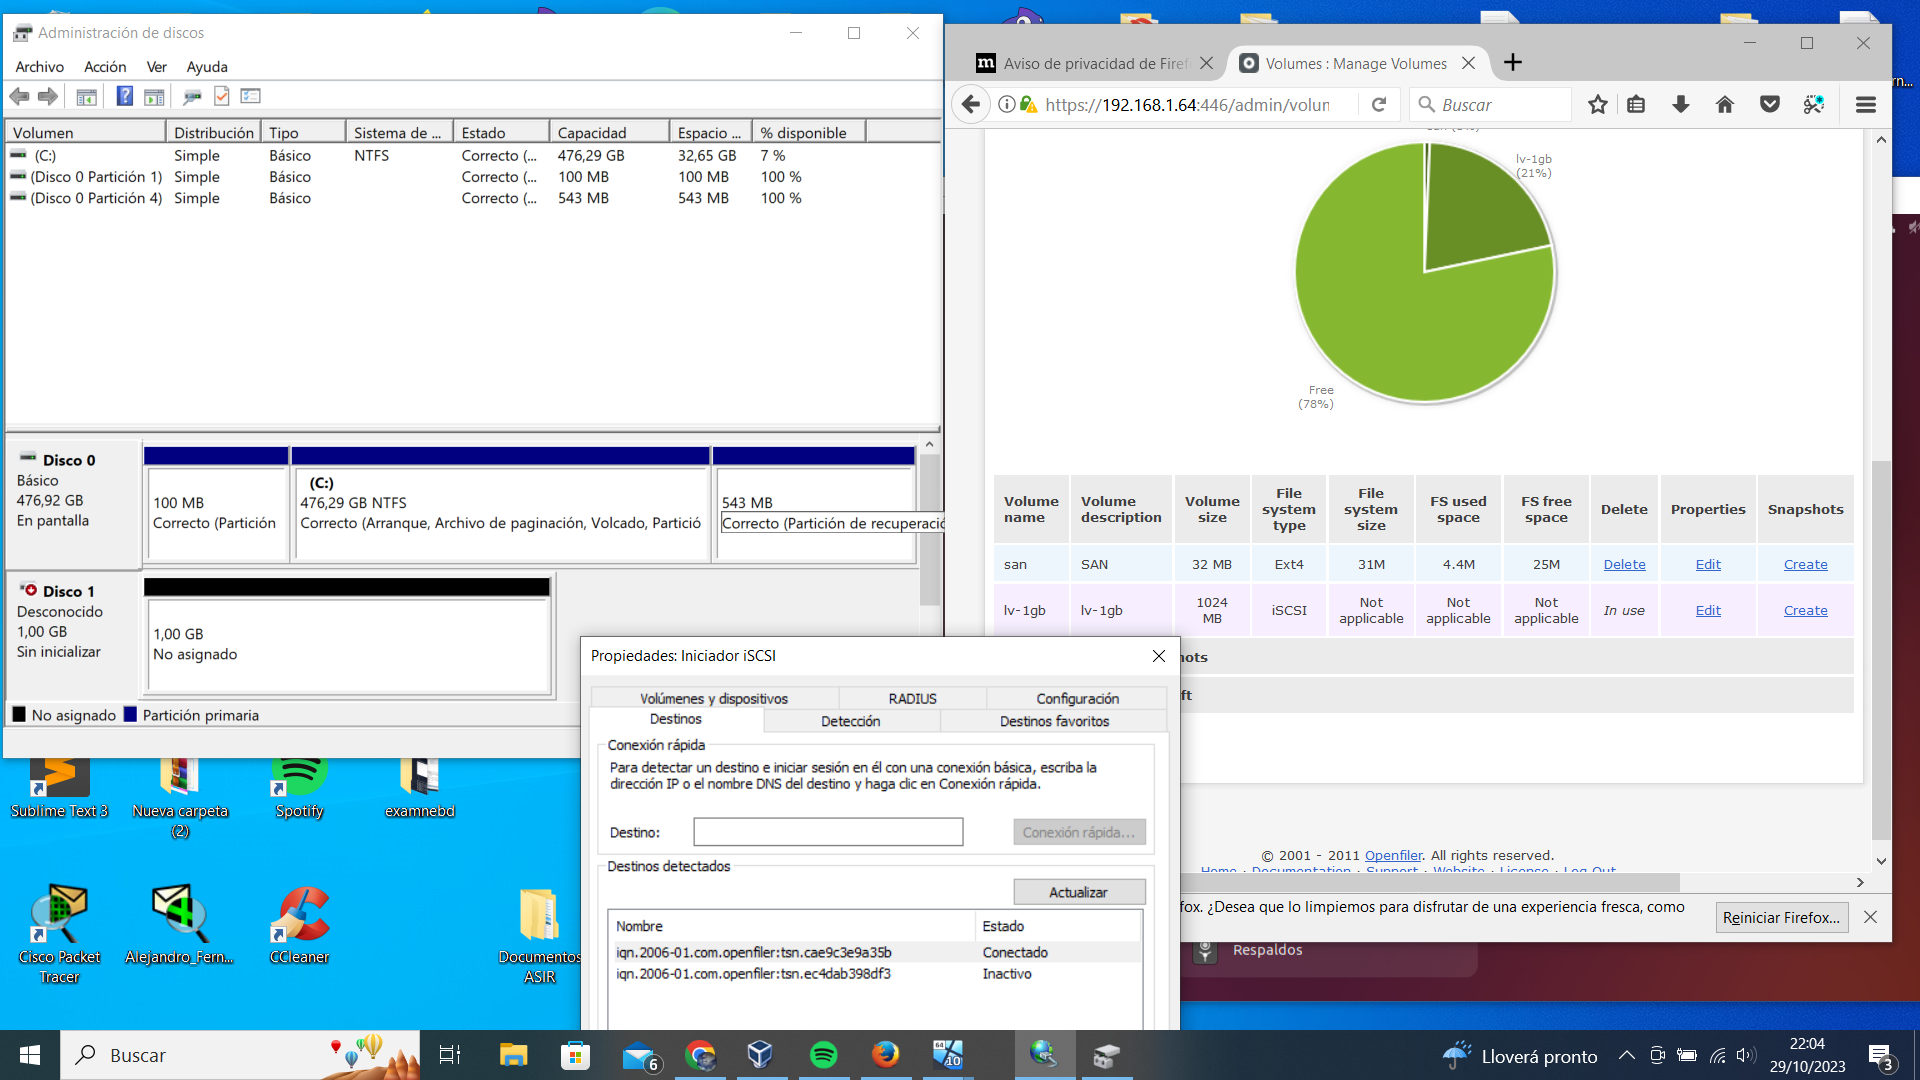 Administración de discos
Archivo Acción Ver Ayuda
Volumen Distribución Tipo Sistema de ... Estado Capacidad Espacio ... % disponible
(C:) Simple Básico NTFS Correcto (... 476,29 GB 32,65 GB 7 %
(Disco 0 Partición 1) Simple Básico Correcto (... 100 MB 100 MB 100 %
(Disco 0 Partición 4) Simple Básico Correcto (... 543 MB 543 MB 100 %
Disco 0
Básico
476,92 GB
En pantalla
100 MB
Correcto (Partición
(C:)
476,29 GB NTFS
Correcto (Arranque, Archivo de paginación, Volcado, Partició
543 MB
Correcto (Partición de recuperació
Disco 1
Desconocido
1,00 GB
Sin inicializar
1,00 GB
No asignado
No asignado Partición primaria
Aviso de privacidad de Firef
Volumes : Manage Volumes
https://192.168.1.64:446/admin/volun
Buscar
lv-1gb
(21%)
Free
(78%)
Volume name Volume description Volume size File system type File system size FS used space FS free space Delete Properties Snapshots
san SAN 32 MB Ext4 31M 4.4M 25M Delete Edit Create
lv-1gb lv-1gb 1024 MB iSCSI Not applicable Not applicable Not applicable In use Edit Create
ots
ft
© 2001 - 2011 Openfiler. All rights reserved.
Home · Documentation · Support · Website · License · Log Out
fox. ¿Desea que lo limpiemos para disfrutar de una experiencia fresca, como
Reiniciar Firefox...
Respaldos
Propiedades: Iniciador iSCSI
Volúmenes y dispositivos RADIUS Configuración
Destinos Detección Destinos favoritos
Conexión rápida
Para detectar un destino e iniciar sesión en él con una conexión básica, escriba la
dirección IP o el nombre DNS del destino y haga clic en Conexión rápida.
Destino:
Conexión rápida...
Destinos detectados
Actualizar
Nombre Estado
iqn.2006-01.com.openfiler:tsn.cae9c3e9a35b Conectado
iqn.2006-01.com.openfiler:tsn.ec4dab398df3 Inactivo
Sublime Text 3
Nueva carpeta
(2)
Spotify
examnebd
Cisco Packet
Tracer
Alejandro_Fern...
CCleaner
Documentos
ASIR
Buscar
6
64
10
Lloverá pronto
22:04
29/10/2023
3